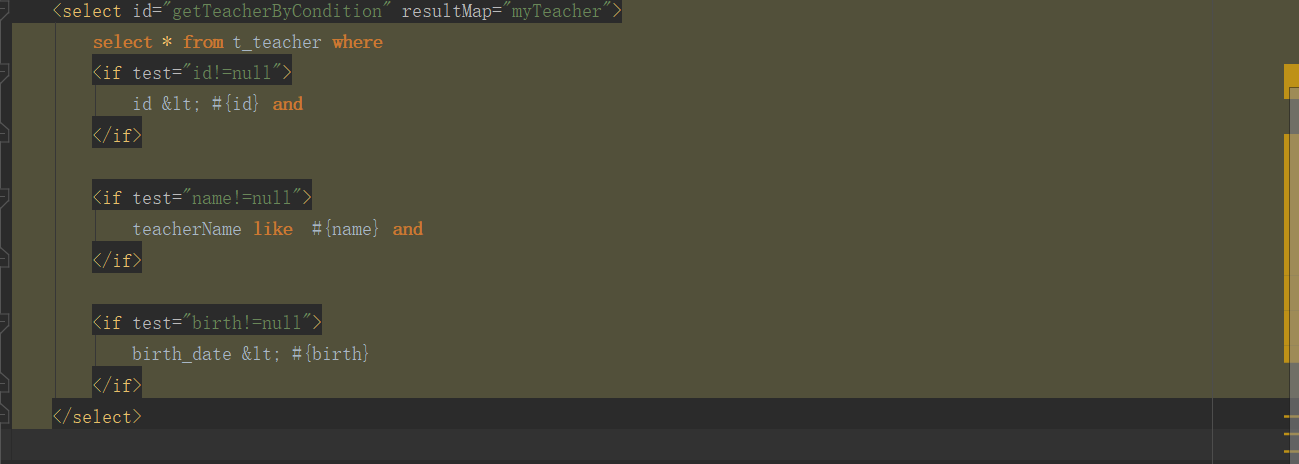 <select id="getTeacherByCondition" resultMap="myTeacher">
select * from t_teacher where
<if test="id!=null">
id &lt; #{id} and
</if>
<if test="name!=null">
teacherName like  #{name} and
</if>
<if test="birth!=null">
birth_date &lt; #{birth}
</if>
</select>